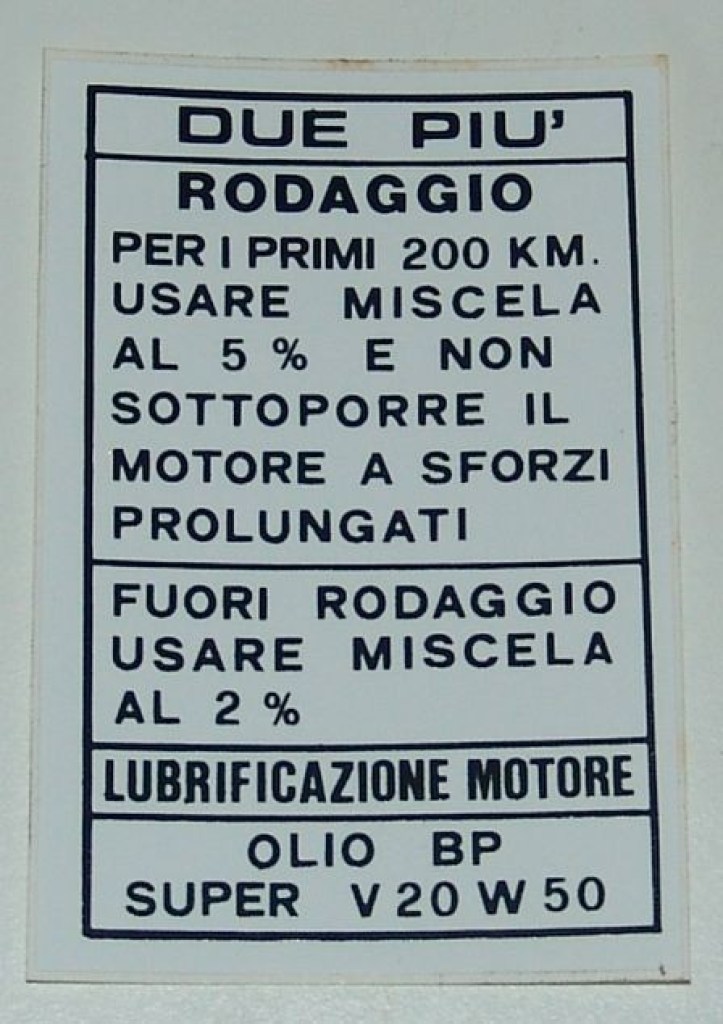 DUE PIU'
RODAGGIO
PER I PRIMI 200 KM.
USARE MISCELA
AL 5 % E NON
SOTTOPORRE IL
MOTORE A SFORZI
PROLUNGATI
FUORI RODAGGIO
USARE MISCELA
AL 2 %
LUBRIFICAZIONE MOTORE
OLIO BP
SUPER V 20 W 50